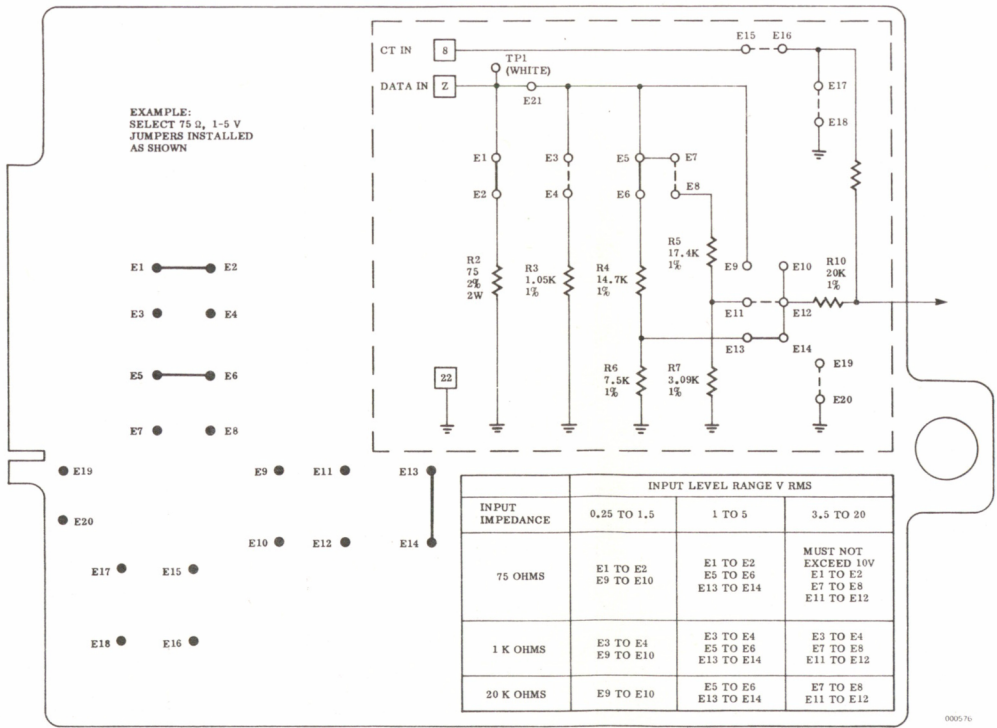 CT IN 8
E15 E16
TP1
(WHITE)
DATA IN Z
E21
E17
E18
EXAMPLE:
SELECT 75 Ω, 1-5 V
JUMPERS INSTALLED
AS SHOWN
E1 E3 E5 E7
E2 E4 E6 E8
R2
75
2%
2W
R3
1.05K
1%
R4
14.7K
1%
R5
17.4K
1%
E9 E10
R10
20K
1%
E11 E12
E13 E14
R6
7.5K
1%
R7
3.09K
1%
E19
E20
22
E1 E2
E3 E4
E5 E6
E7 E8
E19 E9 E11 E13
E20
E10 E12 E14
E17 E15
E18 E16
INPUT LEVEL RANGE V RMS
INPUT
IMPEDANCE
0.25 TO 1.5 1 TO 5 3.5 TO 20
75 OHMS
E1 TO E2
E9 TO E10
E1 TO E2
E5 TO E6
E13 TO E14
MUST NOT
EXCEED 10V
E1 TO E2
E7 TO E8
E11 TO E12
1 K OHMS
E3 TO E4
E9 TO E10
E3 TO E4
E5 TO E6
E13 TO E14
E3 TO E4
E7 TO E8
E11 TO E12
20 K OHMS
E9 TO E10
E5 TO E6
E13 TO E14
E7 TO E8
E11 TO E12
000576